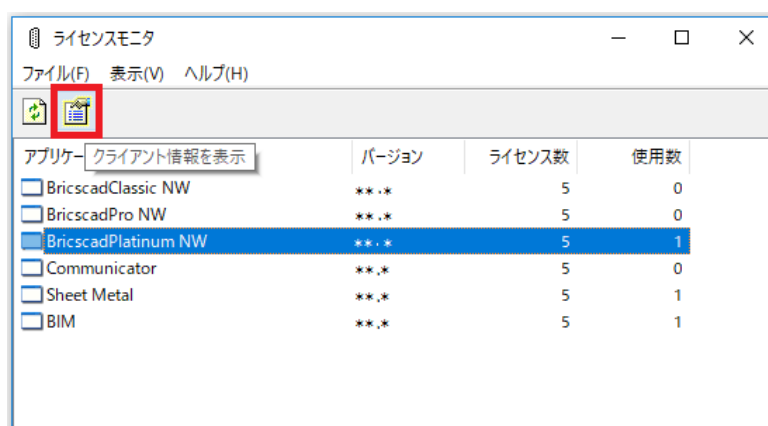 ライセンスモニタ
ファイル(F) 表示(V) ヘルプ(H)
アプリケー クライアント情報を表示 バージョン ライセンス数 使用数
BricscadClassic NW **.* 5 0
BricscadPro NW **.* 5 0
BricscadPlatinum NW **.* 5 1
Communicator **.* 5 0
Sheet Metal **.* 5 1
BIM **.* 5 1